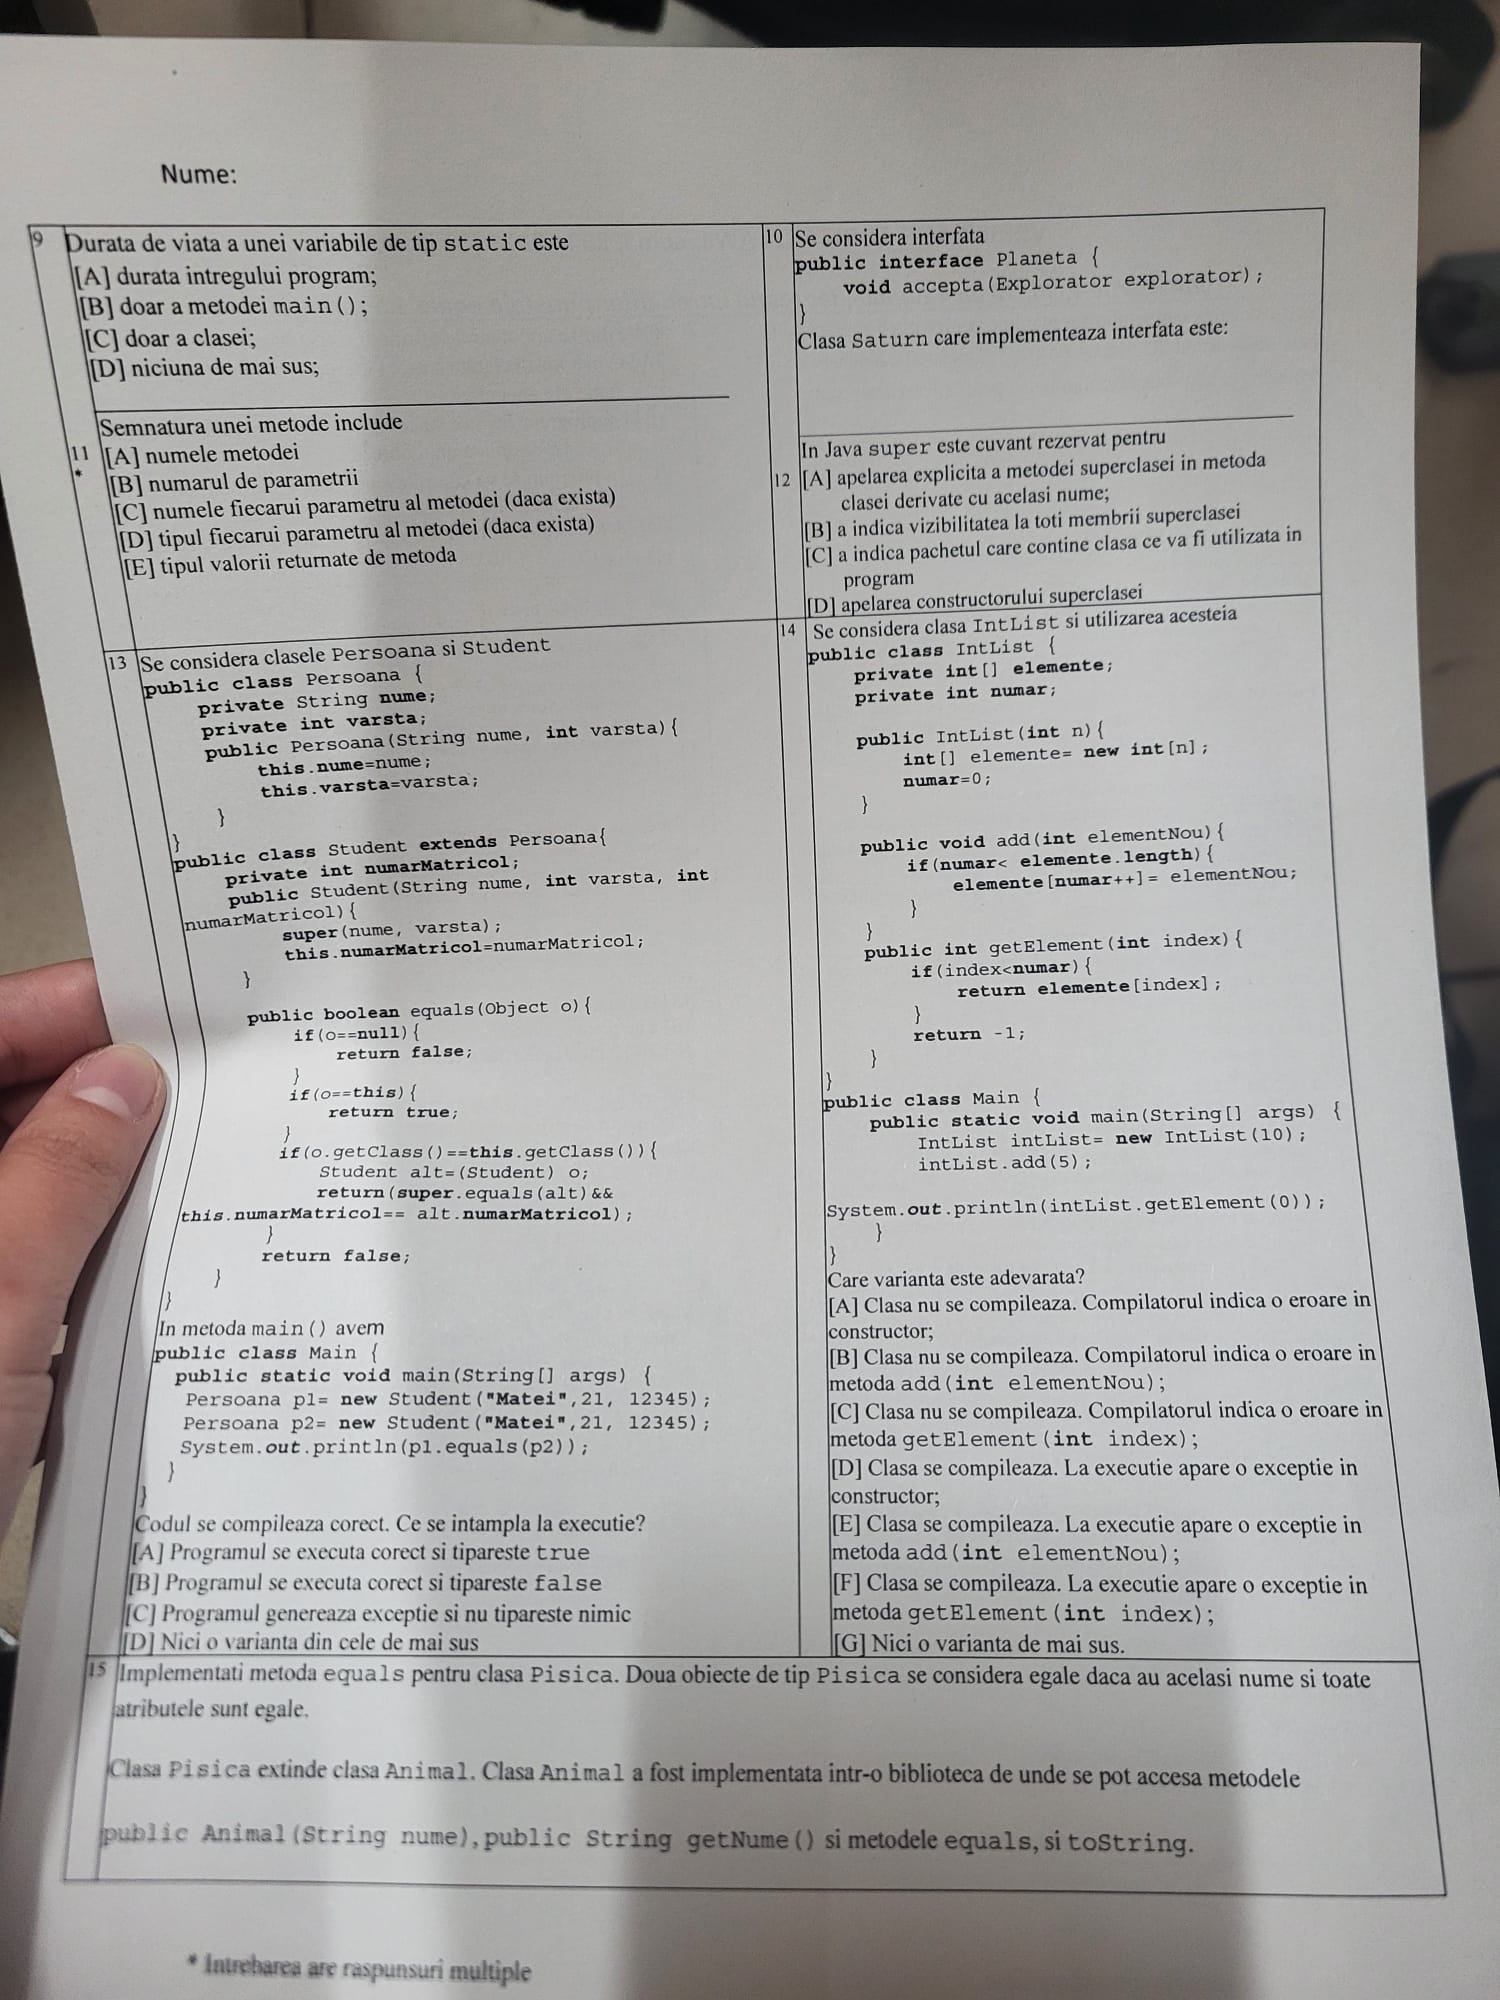 Nume:
9 Durata de viata a unei variabile de tip static este
[A] durata intregului program;
[B] doar a metodei main();
[C] doar a clasei;
[D] niciuna de mai sus;
10 Se considera interfata
public interface Planeta {
void accepta(Explorator explorator);
}
Clasa Saturn care implementeaza interfata este:
Semnatura unei metode include
11 [A] numele metodei
* [B] numarul de parametrii
[C] numele fiecarui parametru al metodei (daca exista)
[D] tipul fiecarui parametru al metodei (daca exista)
[E] tipul valorii returnate de metoda
In Java super este cuvant rezervat pentru
12 [A] apelarea explicita a metodei superclasei in metoda
clasei derivate cu acelasi nume;
[B] a indica vizibilitatea la toti membrii superclasei
[C] a indica pachetul care contine clasa ce va fi utilizata in
program
[D] apelarea constructorului superclasei
13 Se considera clasele Persoana si Student
public class Persoana {
private String nume;
private int varsta;
public Persoana(String nume, int varsta){
this.nume=nume;
this.varsta=varsta;
}
}
public class Student extends Persoana{
private int numarMatricol;
public Student(String nume, int varsta, int
numarMatricol){
super(nume, varsta);
this.numarMatricol=numarMatricol;
}
public boolean equals(Object o){
if(o==null){
return false;
}
if(o==this){
return true;
}
if(o.getClass()==this.getClass()){
Student alt=(Student) o;
return(super.equals(alt)&&
this.numarMatricol== alt.numarMatricol);
}
return false;
}
}
In metoda main() avem
public class Main {
public static void main(String[] args) {
Persoana p1= new Student("Matei",21, 12345);
Persoana p2= new Student("Matei",21, 12345);
System.out.println(p1.equals(p2));
}
}
Codul se compileaza corect. Ce se intampla la executie?
[A] Programul se executa corect si tipareste true
[B] Programul se executa corect si tipareste false
[C] Programul genereaza exceptie si nu tipareste nimic
[D] Nici o varianta din cele de mai sus
14 Se considera clasa IntList si utilizarea acesteia
public class IntList {
private int[] elemente;
private int numar;
public IntList(int n){
int[] elemente= new int[n];
numar=0;
}
public void add(int elementNou){
if(numar< elemente.length){
elemente[numar++]= elementNou;
}
}
public int getElement(int index){
if(index<numar){
return elemente[index];
}
return -1;
}
}
public class Main {
public static void main(String[] args) {
IntList intList= new IntList(10);
intList.add(5);
System.out.println(intList.getElement(0));
}
}
Care varianta este adevarata?
[A] Clasa nu se compileaza. Compilatorul indica o eroare in
constructor;
[B] Clasa nu se compileaza. Compilatorul indica o eroare in
metoda add(int elementNou);
[C] Clasa nu se compileaza. Compilatorul indica o eroare in
metoda getElement(int index);
[D] Clasa se compileaza. La executie apare o exceptie in
constructor;
[E] Clasa se compileaza. La executie apare o exceptie in
metoda add(int elementNou);
[F] Clasa se compileaza. La executie apare o exceptie in
metoda getElement(int index);
[G] Nici o varianta de mai sus.
15 Implementati metoda equals pentru clasa Pisica. Doua obiecte de tip Pisica se considera egale daca au acelasi nume si toate
atributele sunt egale.
Clasa Pisica extinde clasa Animal. Clasa Animal a fost implementata intr-o biblioteca de unde se pot accesa metodele
public Animal(String nume), public String getNume() si metodele equals, si toString.
* Intrebarea are raspunsuri multiple